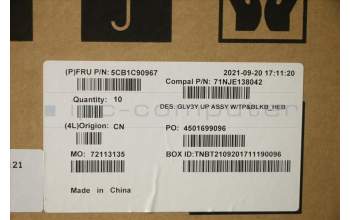 (P)FRU P/N: 5CB1C90967
2021-09-20 17:11:20
Compal P/N: 71NJE138042
Quantity: 10
DES: GLV3Y UP ASSY W/TP&BLKB_HEB
(4L)Origion: CN
PO: 4501699096
MO: 72113135
BOX ID:TNBT2109201711190096
Made in China
21